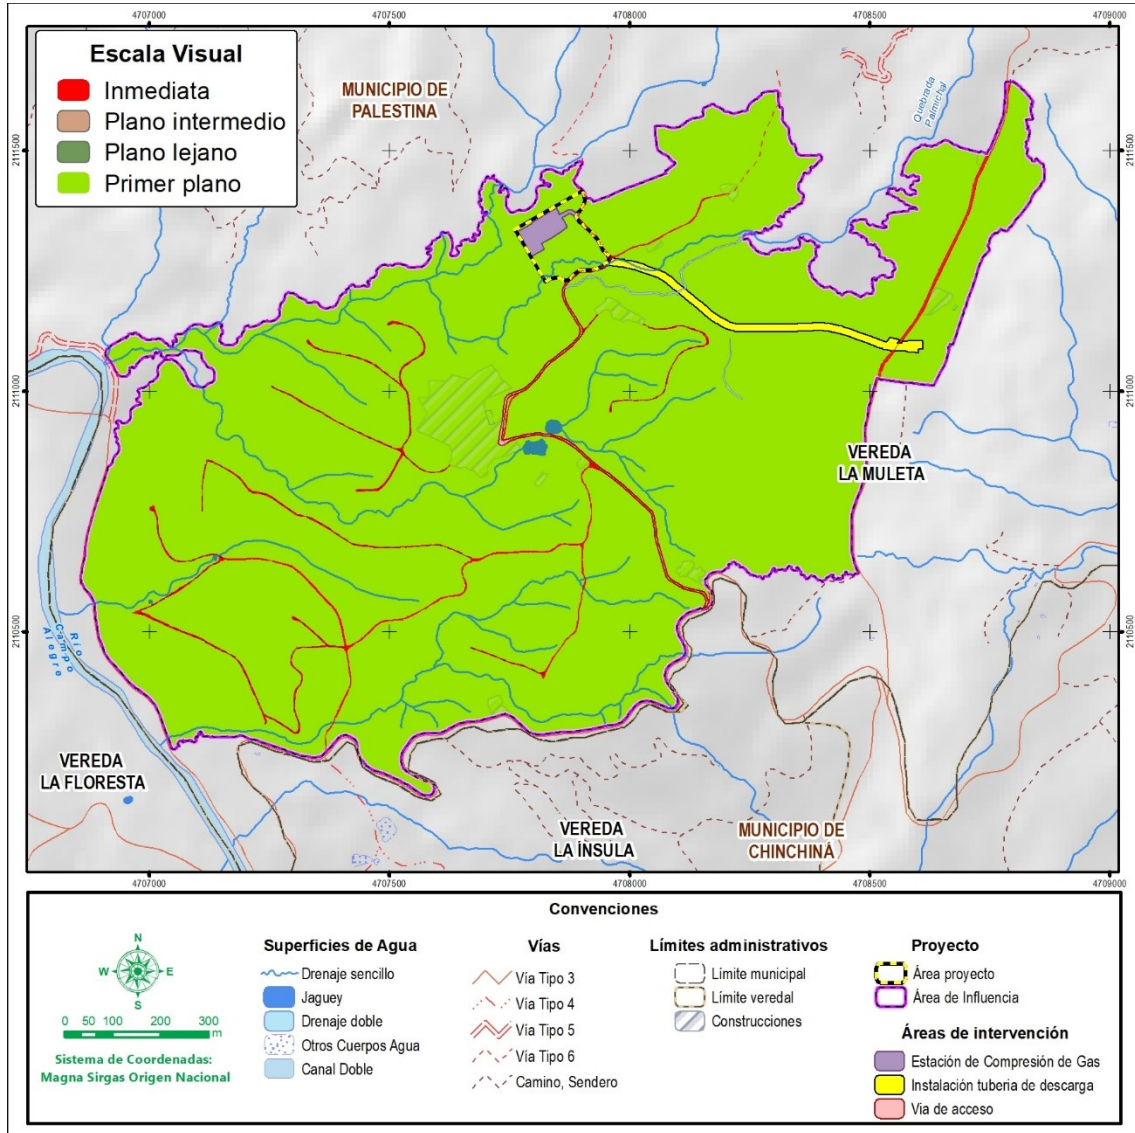 4707000 4707500 4708000 4708500 4709000
Escala Visual
Inmediata
Plano intermedio
Plano lejano
Primer plano
MUNICIPIO DE
PALESTINA
Quebrada
Palmichal
2111500
2111500
2111000
2111000
2110500
2110500
VEREDA
LA MULETA
Río
Campo
Alegre
VEREDA
LA FLORESTA
VEREDA
LA ÍNSULA
MUNICIPIO DE
CHINCHINÁ
4707000 4707500 4708000 4708500 4709000
Convenciones
N
W E
S
0 50 100 200 300
m
Sistema de Coordenadas:
Magna Sirgas Origen Nacional
Superficies de Agua
Drenaje sencillo
Jaguey
Drenaje doble
Otros Cuerpos Agua
Canal Doble
Vías
Vía Tipo 3
Vía Tipo 4
Vía Tipo 5
Vía Tipo 6
Camino, Sendero
Límites administrativos
Límite municipal
Límite veredal
Construcciones
Proyecto
Área proyecto
Área de Influencia
Áreas de intervención
Estación de Compresión de Gas
Instalación tuberia de descarga
Via de acceso